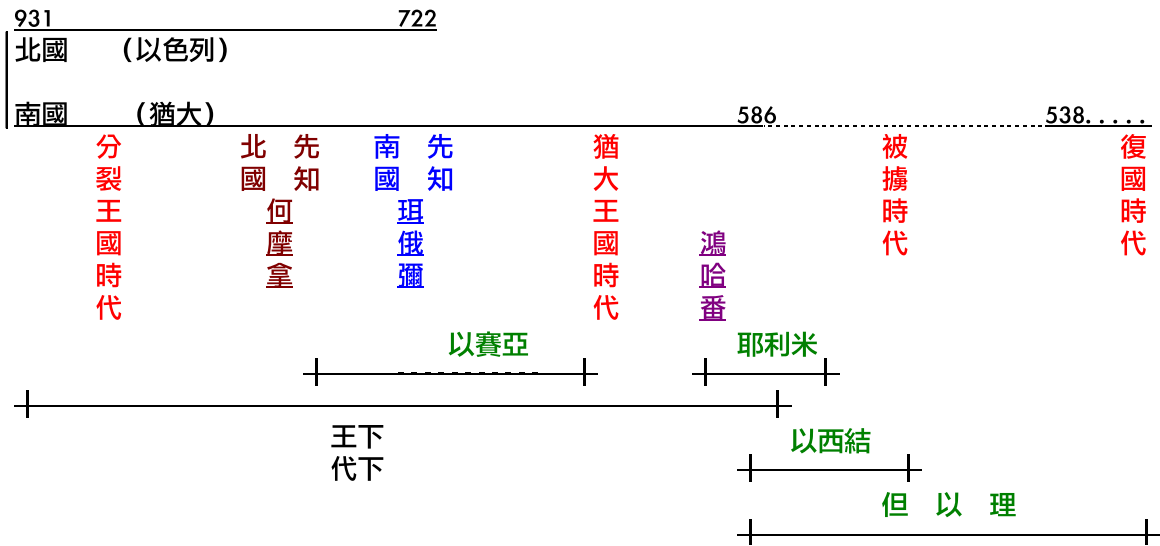 931 722
北國 (以色列)
南國 (猶大) 586 538.....
分裂王國時代
北國 先知
何摩拿
南國 先知
珥俄彌
猶大王國時代
鴻哈番
被擄時代
復國時代
以賽亞
耶利米
王下
代下
以西結
但 以 理